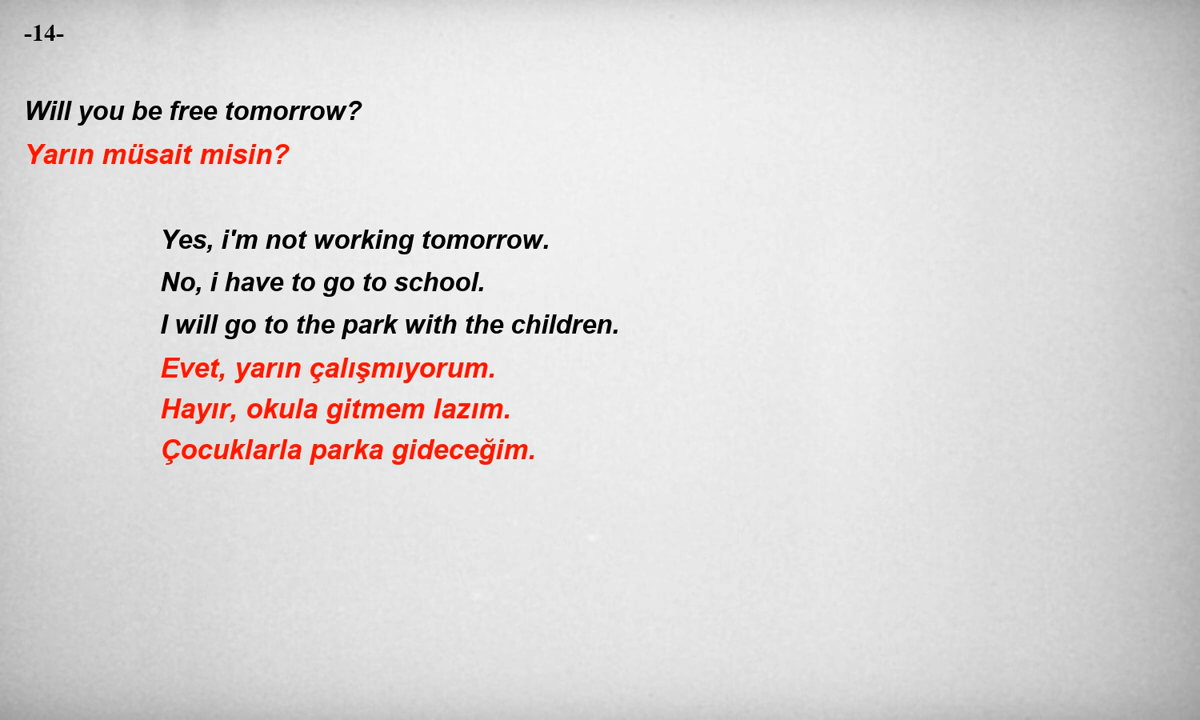 -14-
Will you be free tomorrow?
Yarın müsait misin?
Yes, i'm not working tomorrow.
No, i have to go to school.
I will go to the park with the children.
Evet, yarın çalışmıyorum.
Hayır, okula gitmem lazım.
Çocuklarla parka gideceğim.